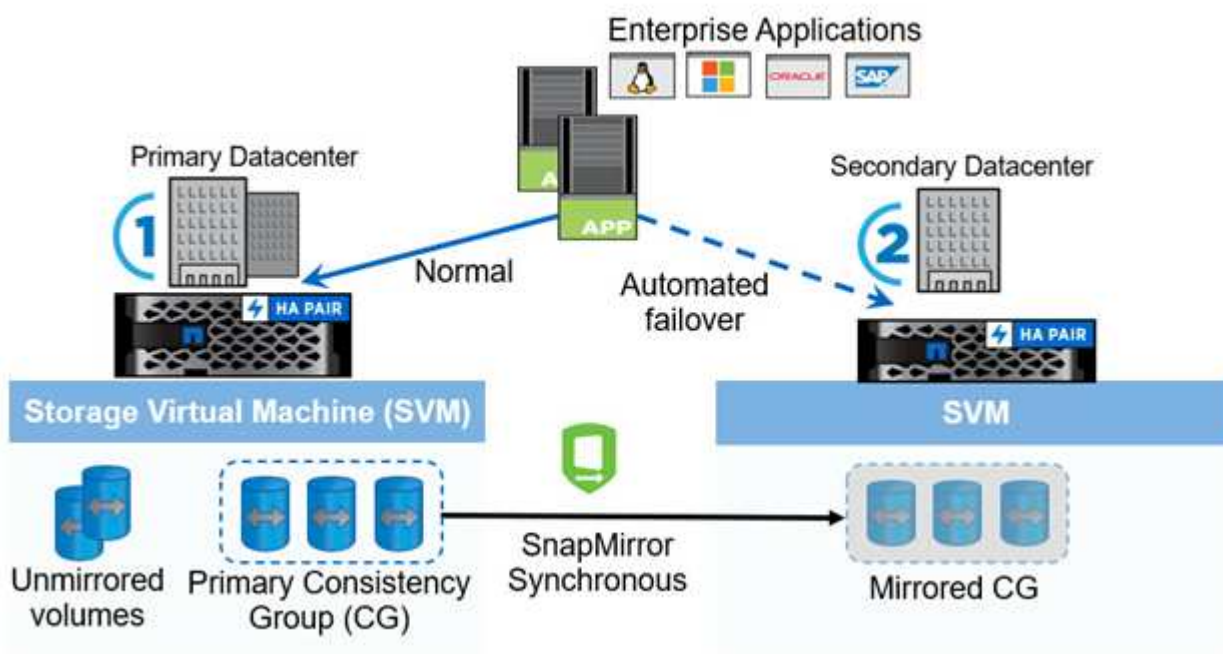 Enterprise Applications
ORACLE
SAP
Primary Datacenter
Secondary Datacenter
1
APP
2
Normal
Automated
failover
HA PAIR
HA PAIR
Storage Virtual Machine (SVM)
SVM
SnapMirror
Synchronous
Unmirrored
volumes
Primary Consistency
Group (CG)
Mirrored CG